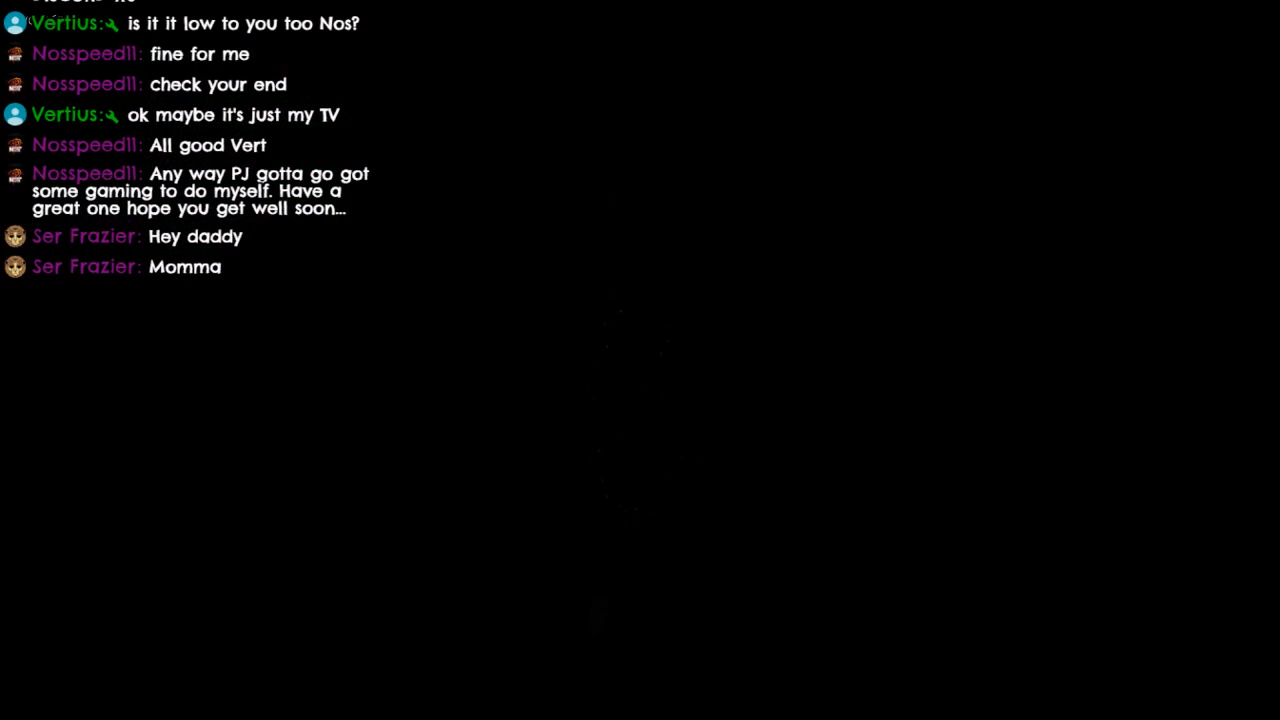 Vertius: is it it low to you too Nos?
Nosspeed11: fine for me
Nosspeed11: check your end
Vertius: ok maybe it's just my TV
Nosspeed11: All good Vert
Nosspeed11: Any way PJ gotta go got
some gaming to do myself. Have a
great one hope you get well soon...
Ser Frazier: Hey daddy
Ser Frazier: Momma